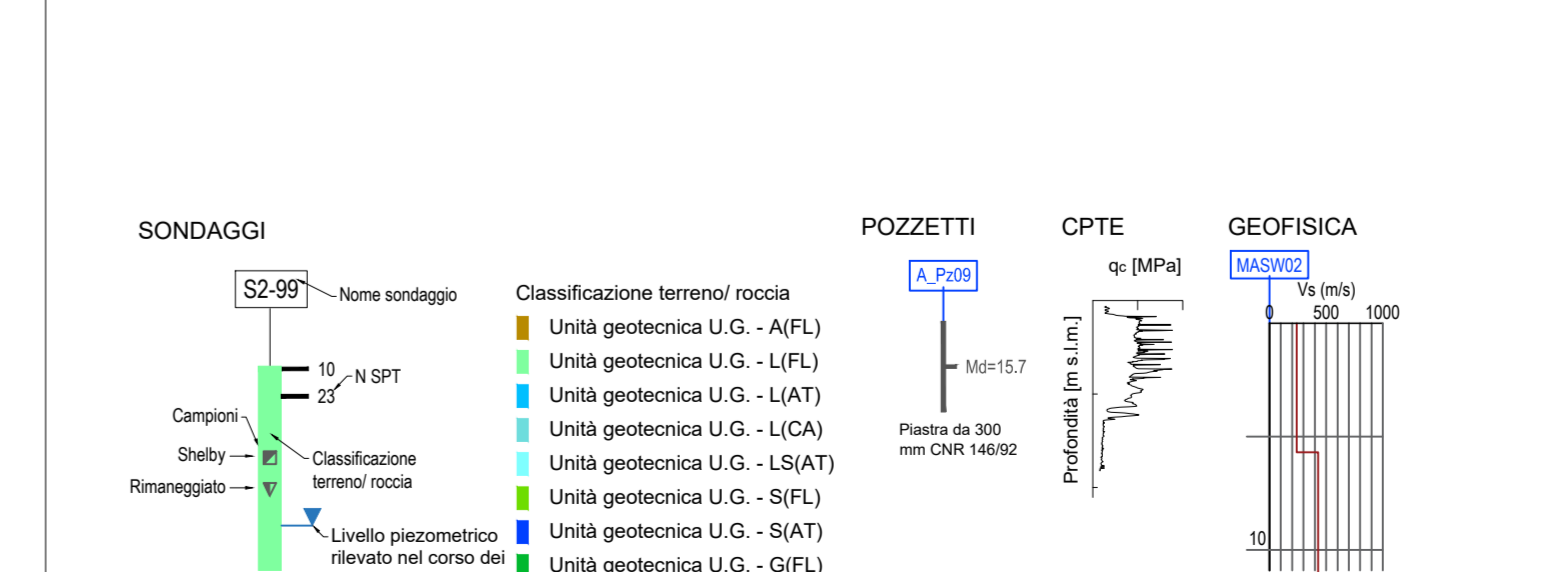 SONDAGGI
S2-99
Nome sondaggio
10
N SPT
23
Campioni
Shelby
Classificazione
terreno/ roccia
Rimaneggiato
Livello piezometrico
rilevato nel corso dei
Classificazione terreno/ roccia
Unità geotecnica U.G. - A(FL)
Unità geotecnica U.G. - L(FL)
Unità geotecnica U.G. - L(AT)
Unità geotecnica U.G. - L(CA)
Unità geotecnica U.G. - LS(AT)
Unità geotecnica U.G. - S(FL)
Unità geotecnica U.G. - S(AT)
Unità geotecnica U.G. - G(FL)
POZZETTI
A_Pz09
Md=15.7
Piastra da 300
mm CNR 146/92
CPTE
qc [MPa]
Profondità [m s.l.m.]
GEOFISICA
MASW02
Vs (m/s)
0 500 1000
10